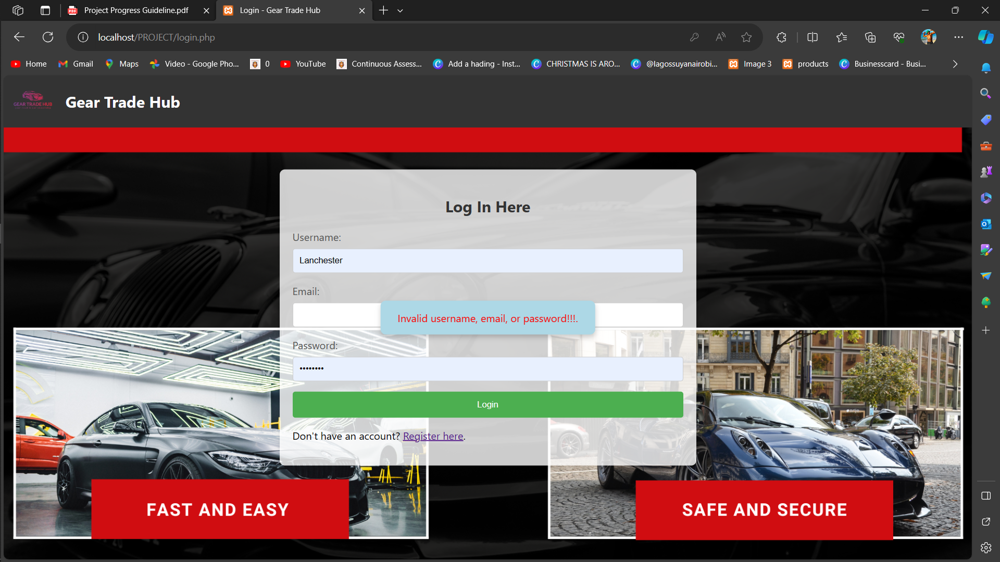 Project Progress Guideline.pdf
Login - Gear Trade Hub
localhost/PROJECT/login.php
Home
Gmail
Maps
Video - Google Pho...
0
YouTube
Continuous Assess...
Add a hading - Inst...
CHRISTMAS IS ARO...
@lagossuyanairobi...
Image 3
products
Businesscard - Busi...
GEAR TRADE HUB
Gear Trade Hub
Log In Here
Username:
Lanchester
Email:
Invalid username, email, or password!!!.
Password:
••••••••
Login
Don't have an account? Register here.
FAST AND EASY
SAFE AND SECURE